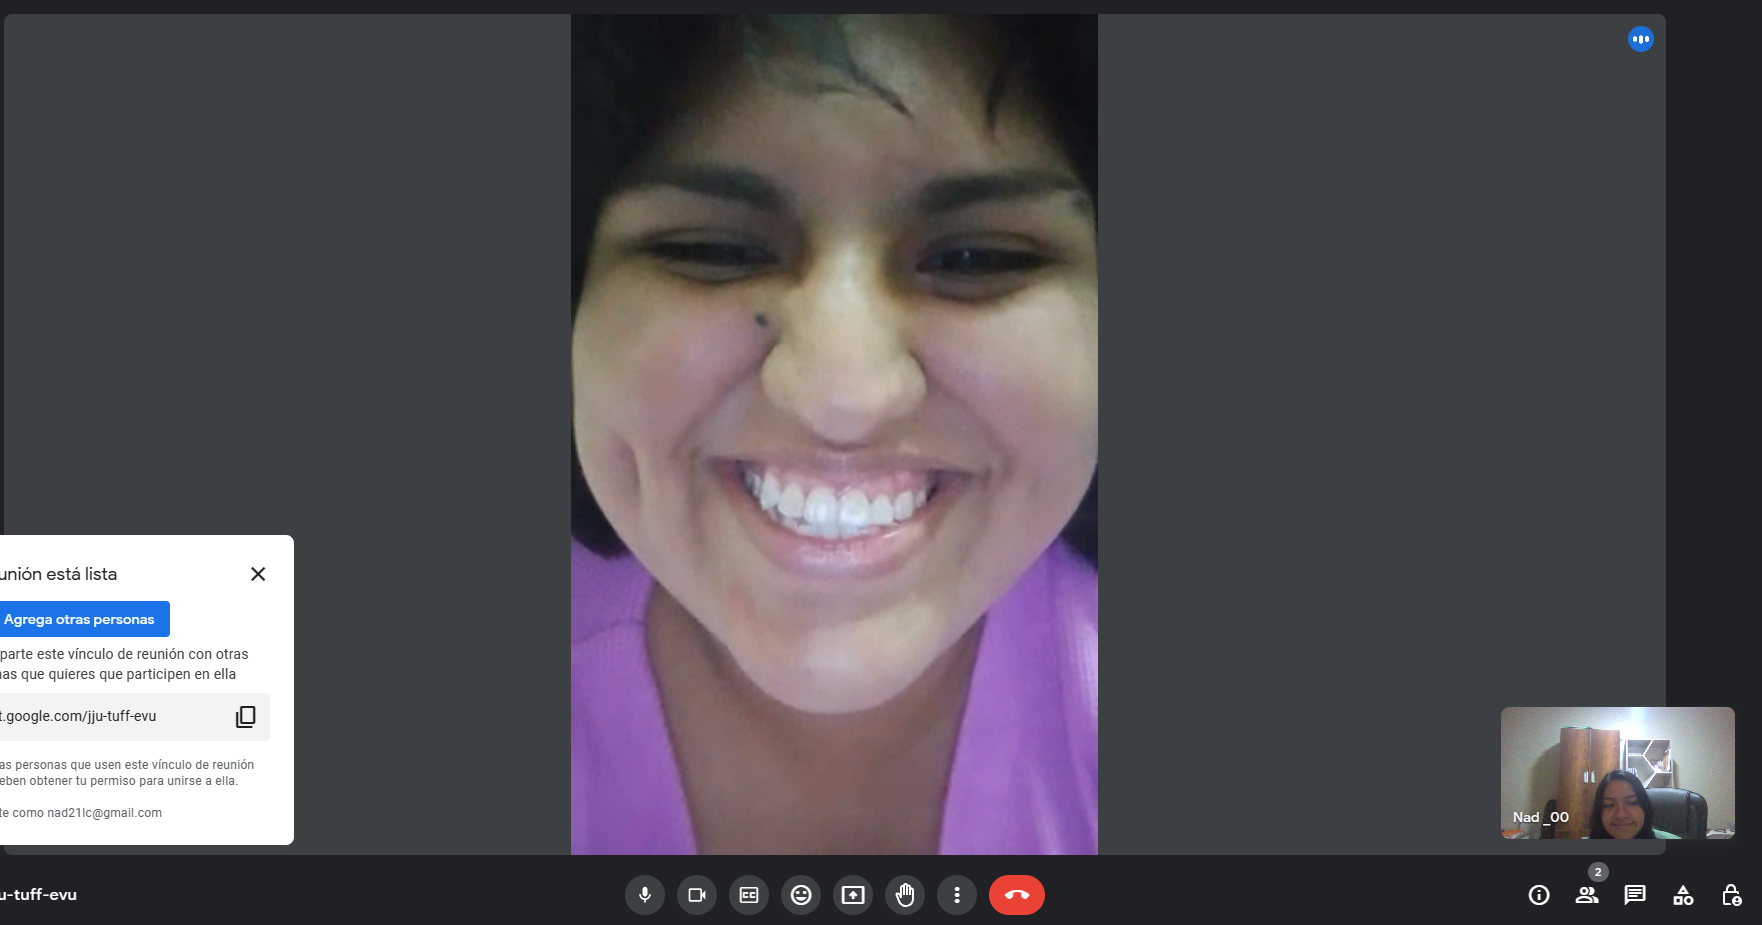 unión está lista
Agrega otras personas
parte este vínculo de reunión con otras
nas que quieres que participen en ella
t.google.com/jju-tuff-evu
as personas que usen este vínculo de reunión
eben obtener tu permiso para unirse a ella.
te como nad21lc@gmail.com
Nad _00
u-tuff-evu
CC
2